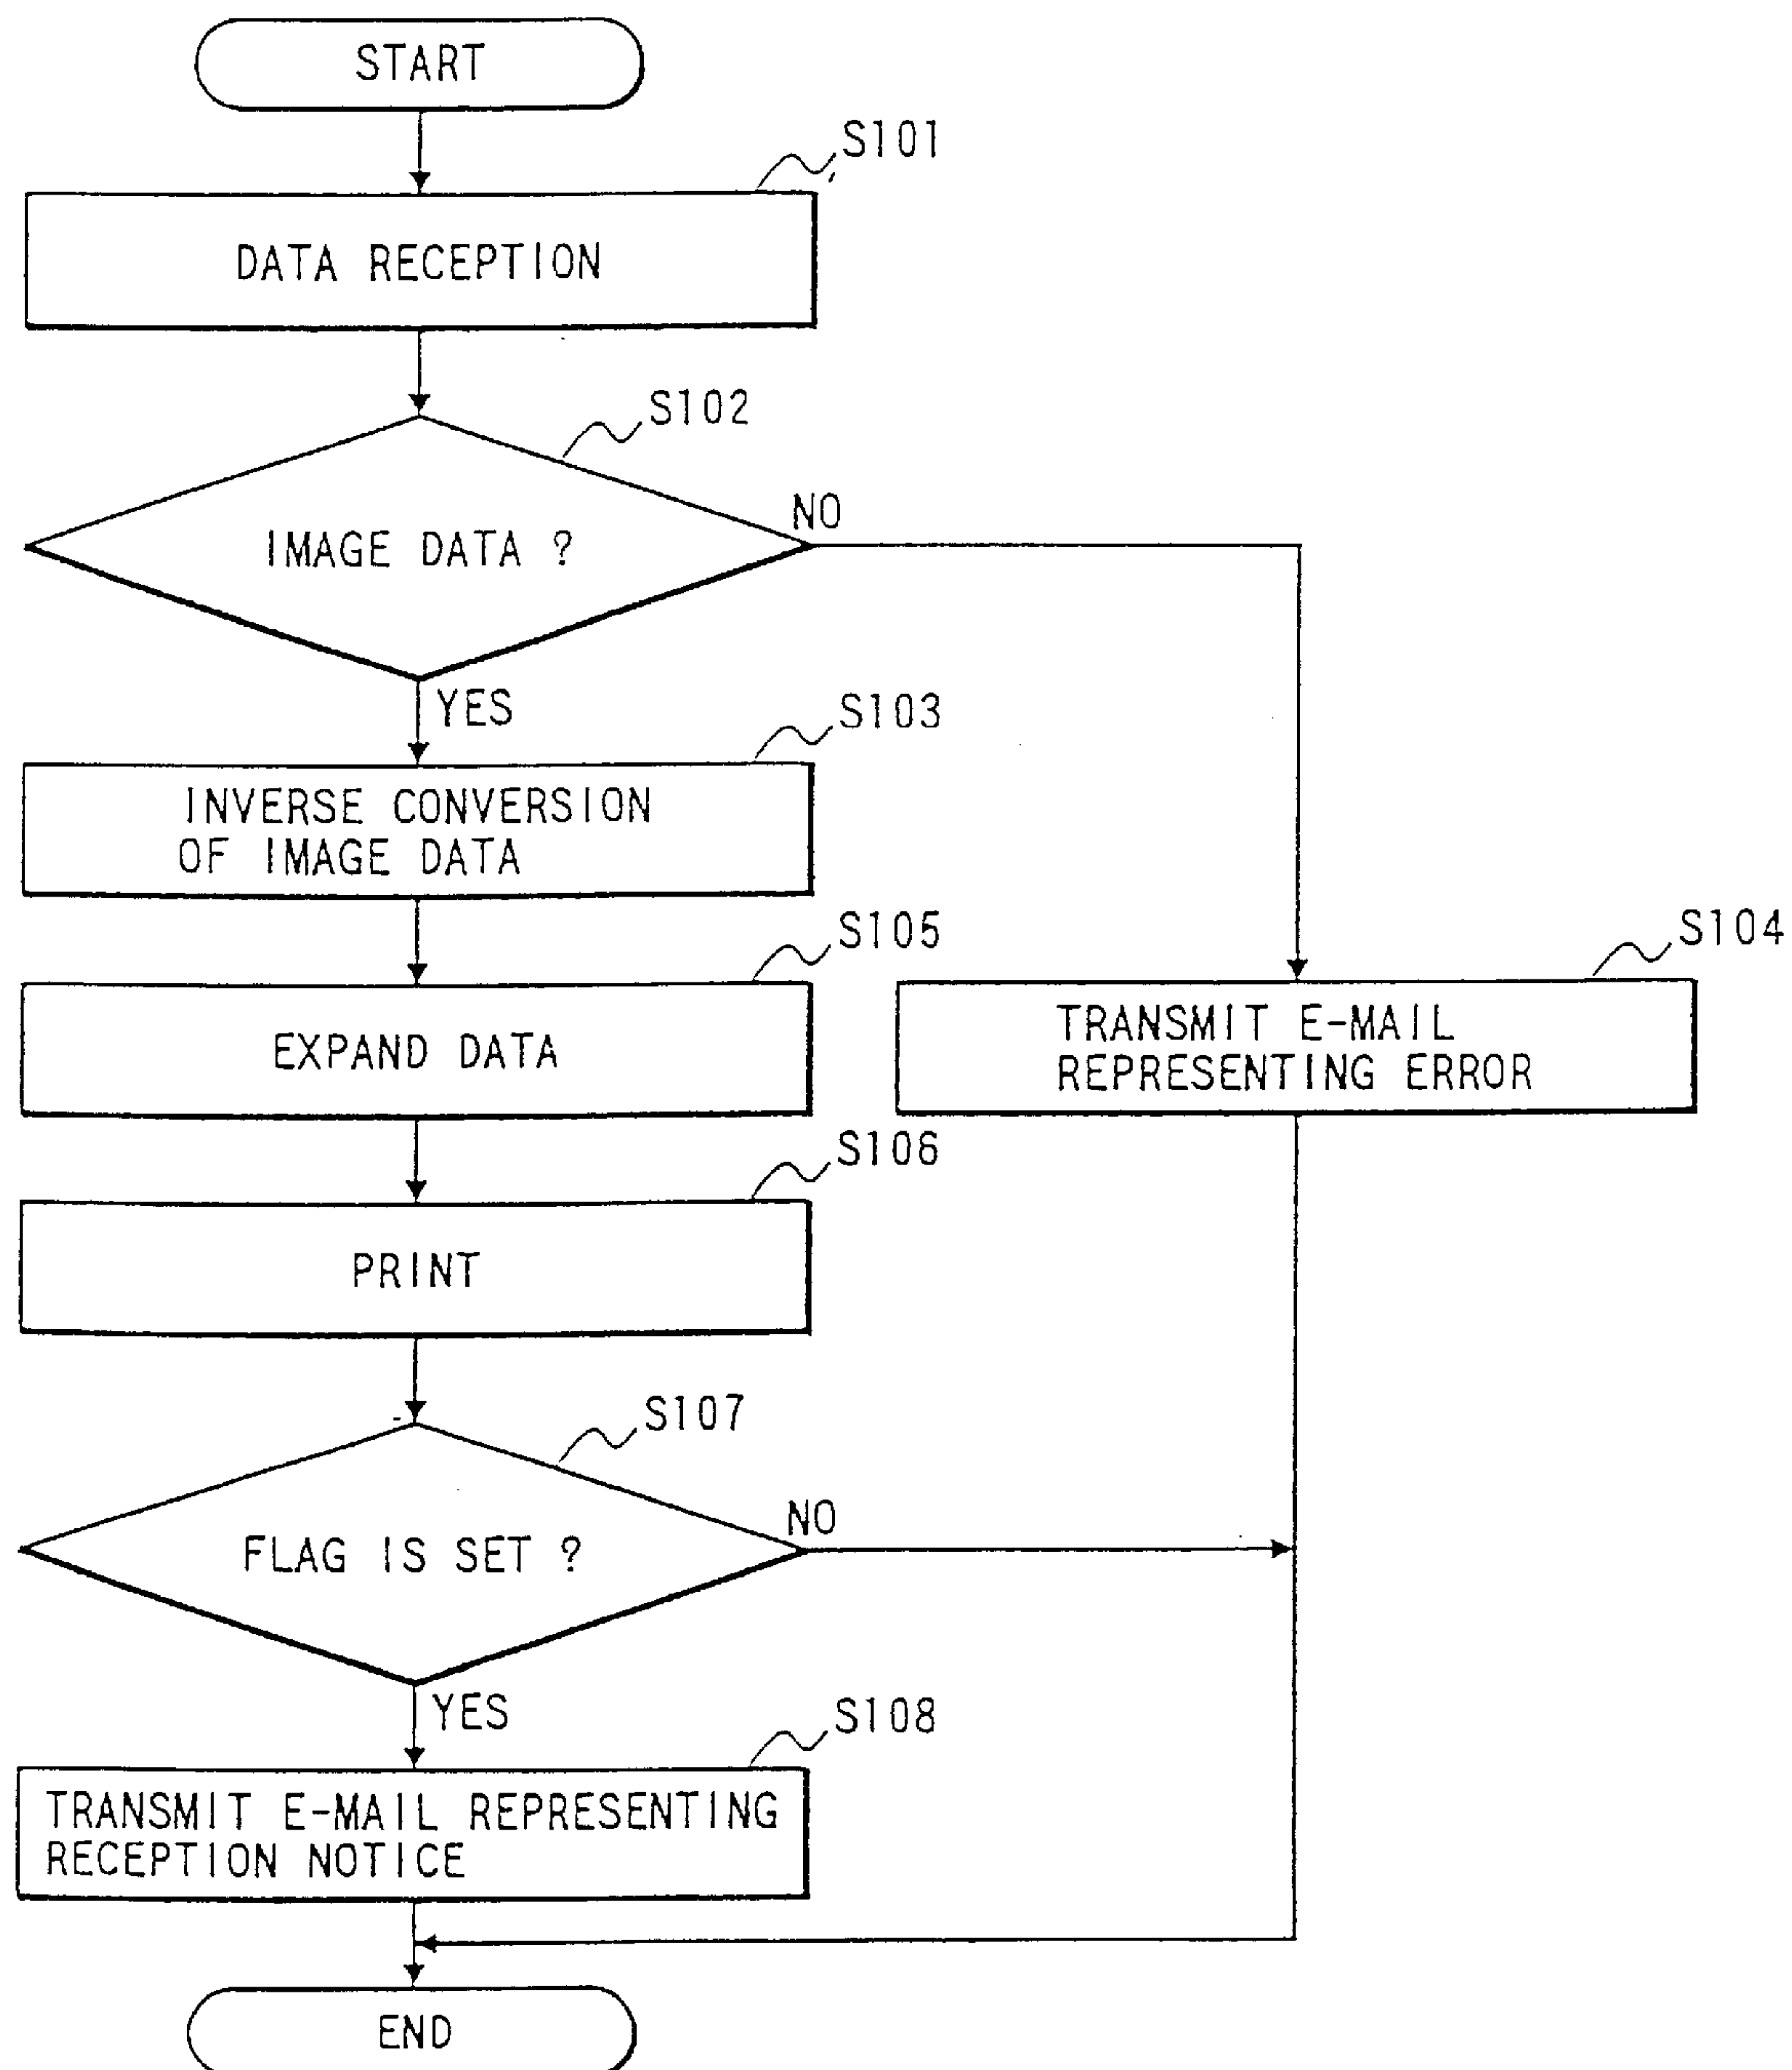 START
S101
DATA RECEPTION
S102
IMAGE DATA ?
NO
YES
S103
INVERSE CONVERSION
OF IMAGE DATA
S105
EXPAND DATA
S104
TRANSMIT E-MAIL
REPRESENTING ERROR
S106
PRINT
S107
FLAG IS SET ?
NO
YES
S108
TRANSMIT E-MAIL REPRESENTING
RECEPTION NOTICE
END